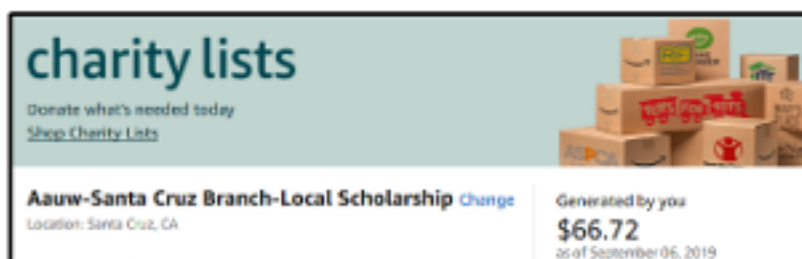 charity lists
Donate what's needed today
Shop Charity Lists
ASPCA
Aauw-Santa Cruz Branch-Local Scholarship Change
Location: Santa Cruz, CA
Generated by you
$66.72
as of September 06, 2019